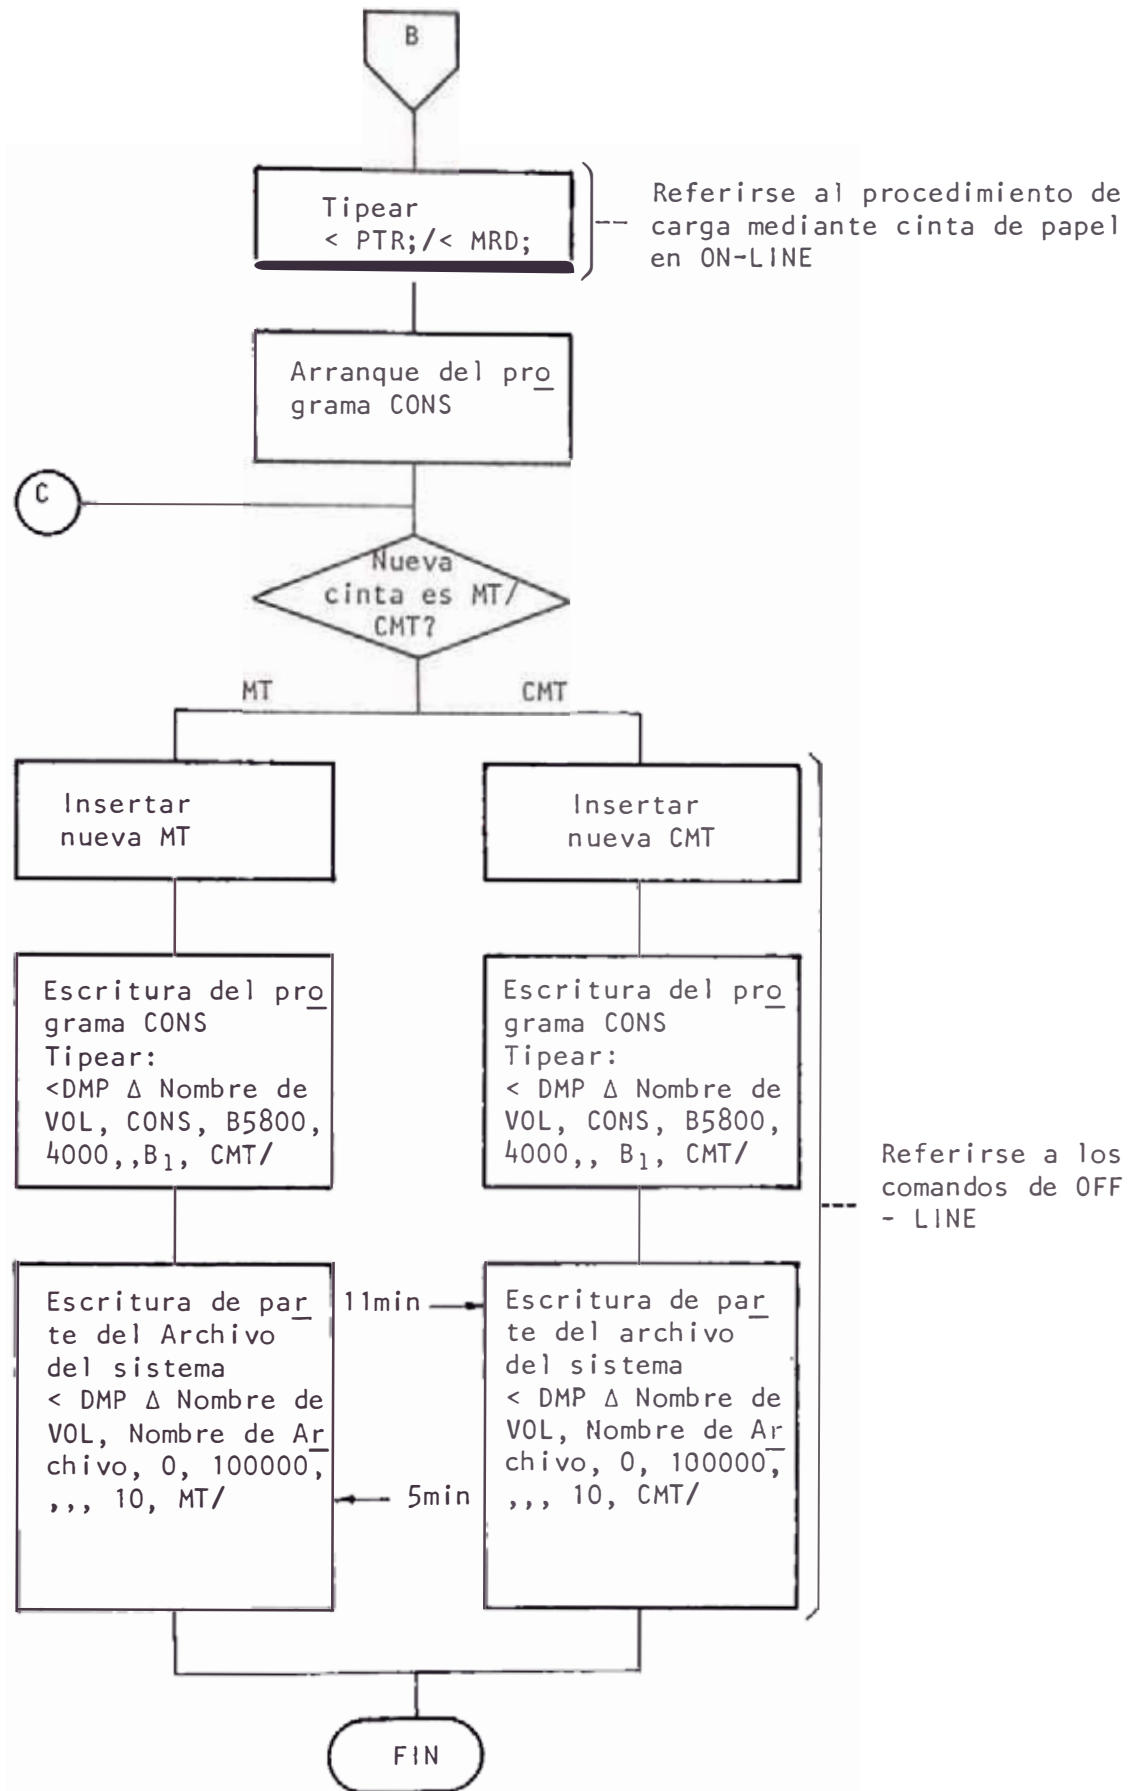 B
Tipear
< PTR;/< MRD;
Referirse al procedimiento de
carga mediante cinta de papel
en ON-LINE
Arranque del pro
grama CONS
C
Nueva
cinta es MT/
CMT?
MT
CMT
Insertar
nueva MT
Insertar
nueva CMT
Escritura del pro
grama CONS
Tipear:
<DMP Δ Nombre de
VOL, CONS, B5800,
4000,,B₁, CMT/
Escritura del pro
grama CONS
Tipear:
< DMP Δ Nombre de
VOL, CONS, B5800,
4000,, B₁, CMT/
Referirse a los
comandos de OFF
- LINE
Escritura de par
te del Archivo
del sistema
< DMP Δ Nombre de
VOL, Nombre de Ar
chivo, 0, 100000,
,,, 10, MT/
11min
5min
Escritura de par
te del archivo
del sistema
< DMP Δ Nombre de
VOL, Nombre de Ar
chivo, 0, 100000,
,,, 10, CMT/
FIN